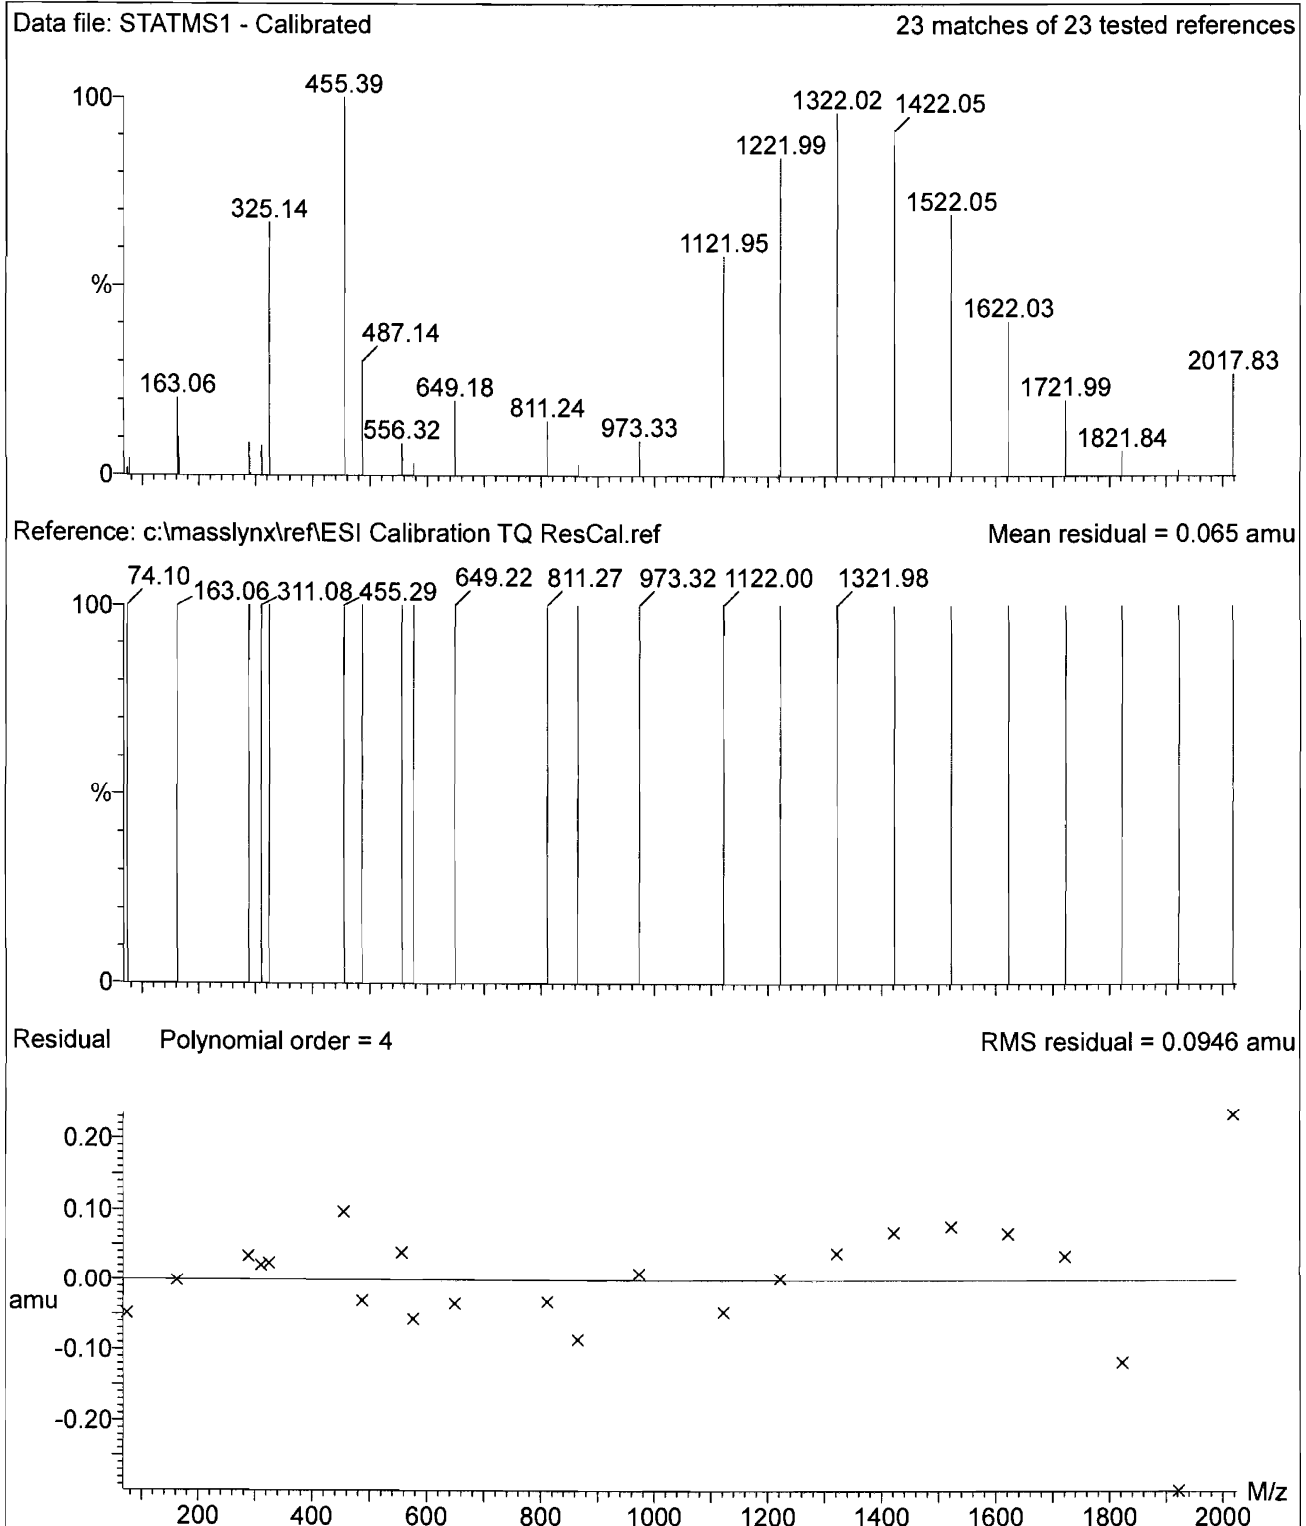 Data file: STATMS1 - Calibrated 23 matches of 23 tested references
455.39
100
1322.02 1422.05
1221.99
325.14 1522.05
1121.95
%
487.14 1622.03
163.06 649.18 1721.99 2017.83
556.32 811.24 973.33 1821.84
0
Reference: c:\masslynx\ref\ESI Calibration TQ ResCal.ref Mean residual = 0.065 amu
74.10 163.06 311.08 455.29 649.22 811.27 973.32 1122.00 1321.98
100
%
0
Residual Polynomial order = 4 RMS residual = 0.0946 amu
0.20
0.10
0.00
amu
-0.10
-0.20
M/z
200 400 600 800 1000 1200 1400 1600 1800 2000